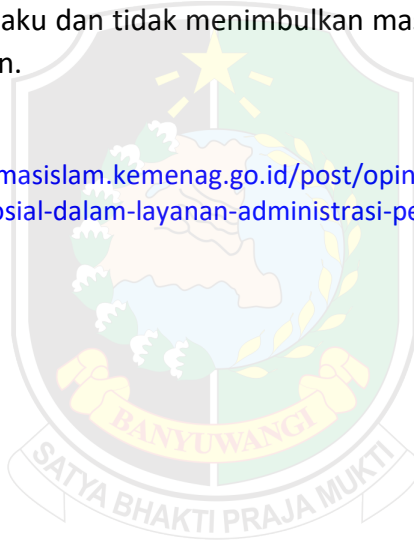 aku dan tidak menimbulkan mas
n.
masislam.kemenag.go.id/post/opin
osial-dalam-layanan-administrasi-pe
BANYUWANGI
SATYA BHAKTI PRAJA MUKTI